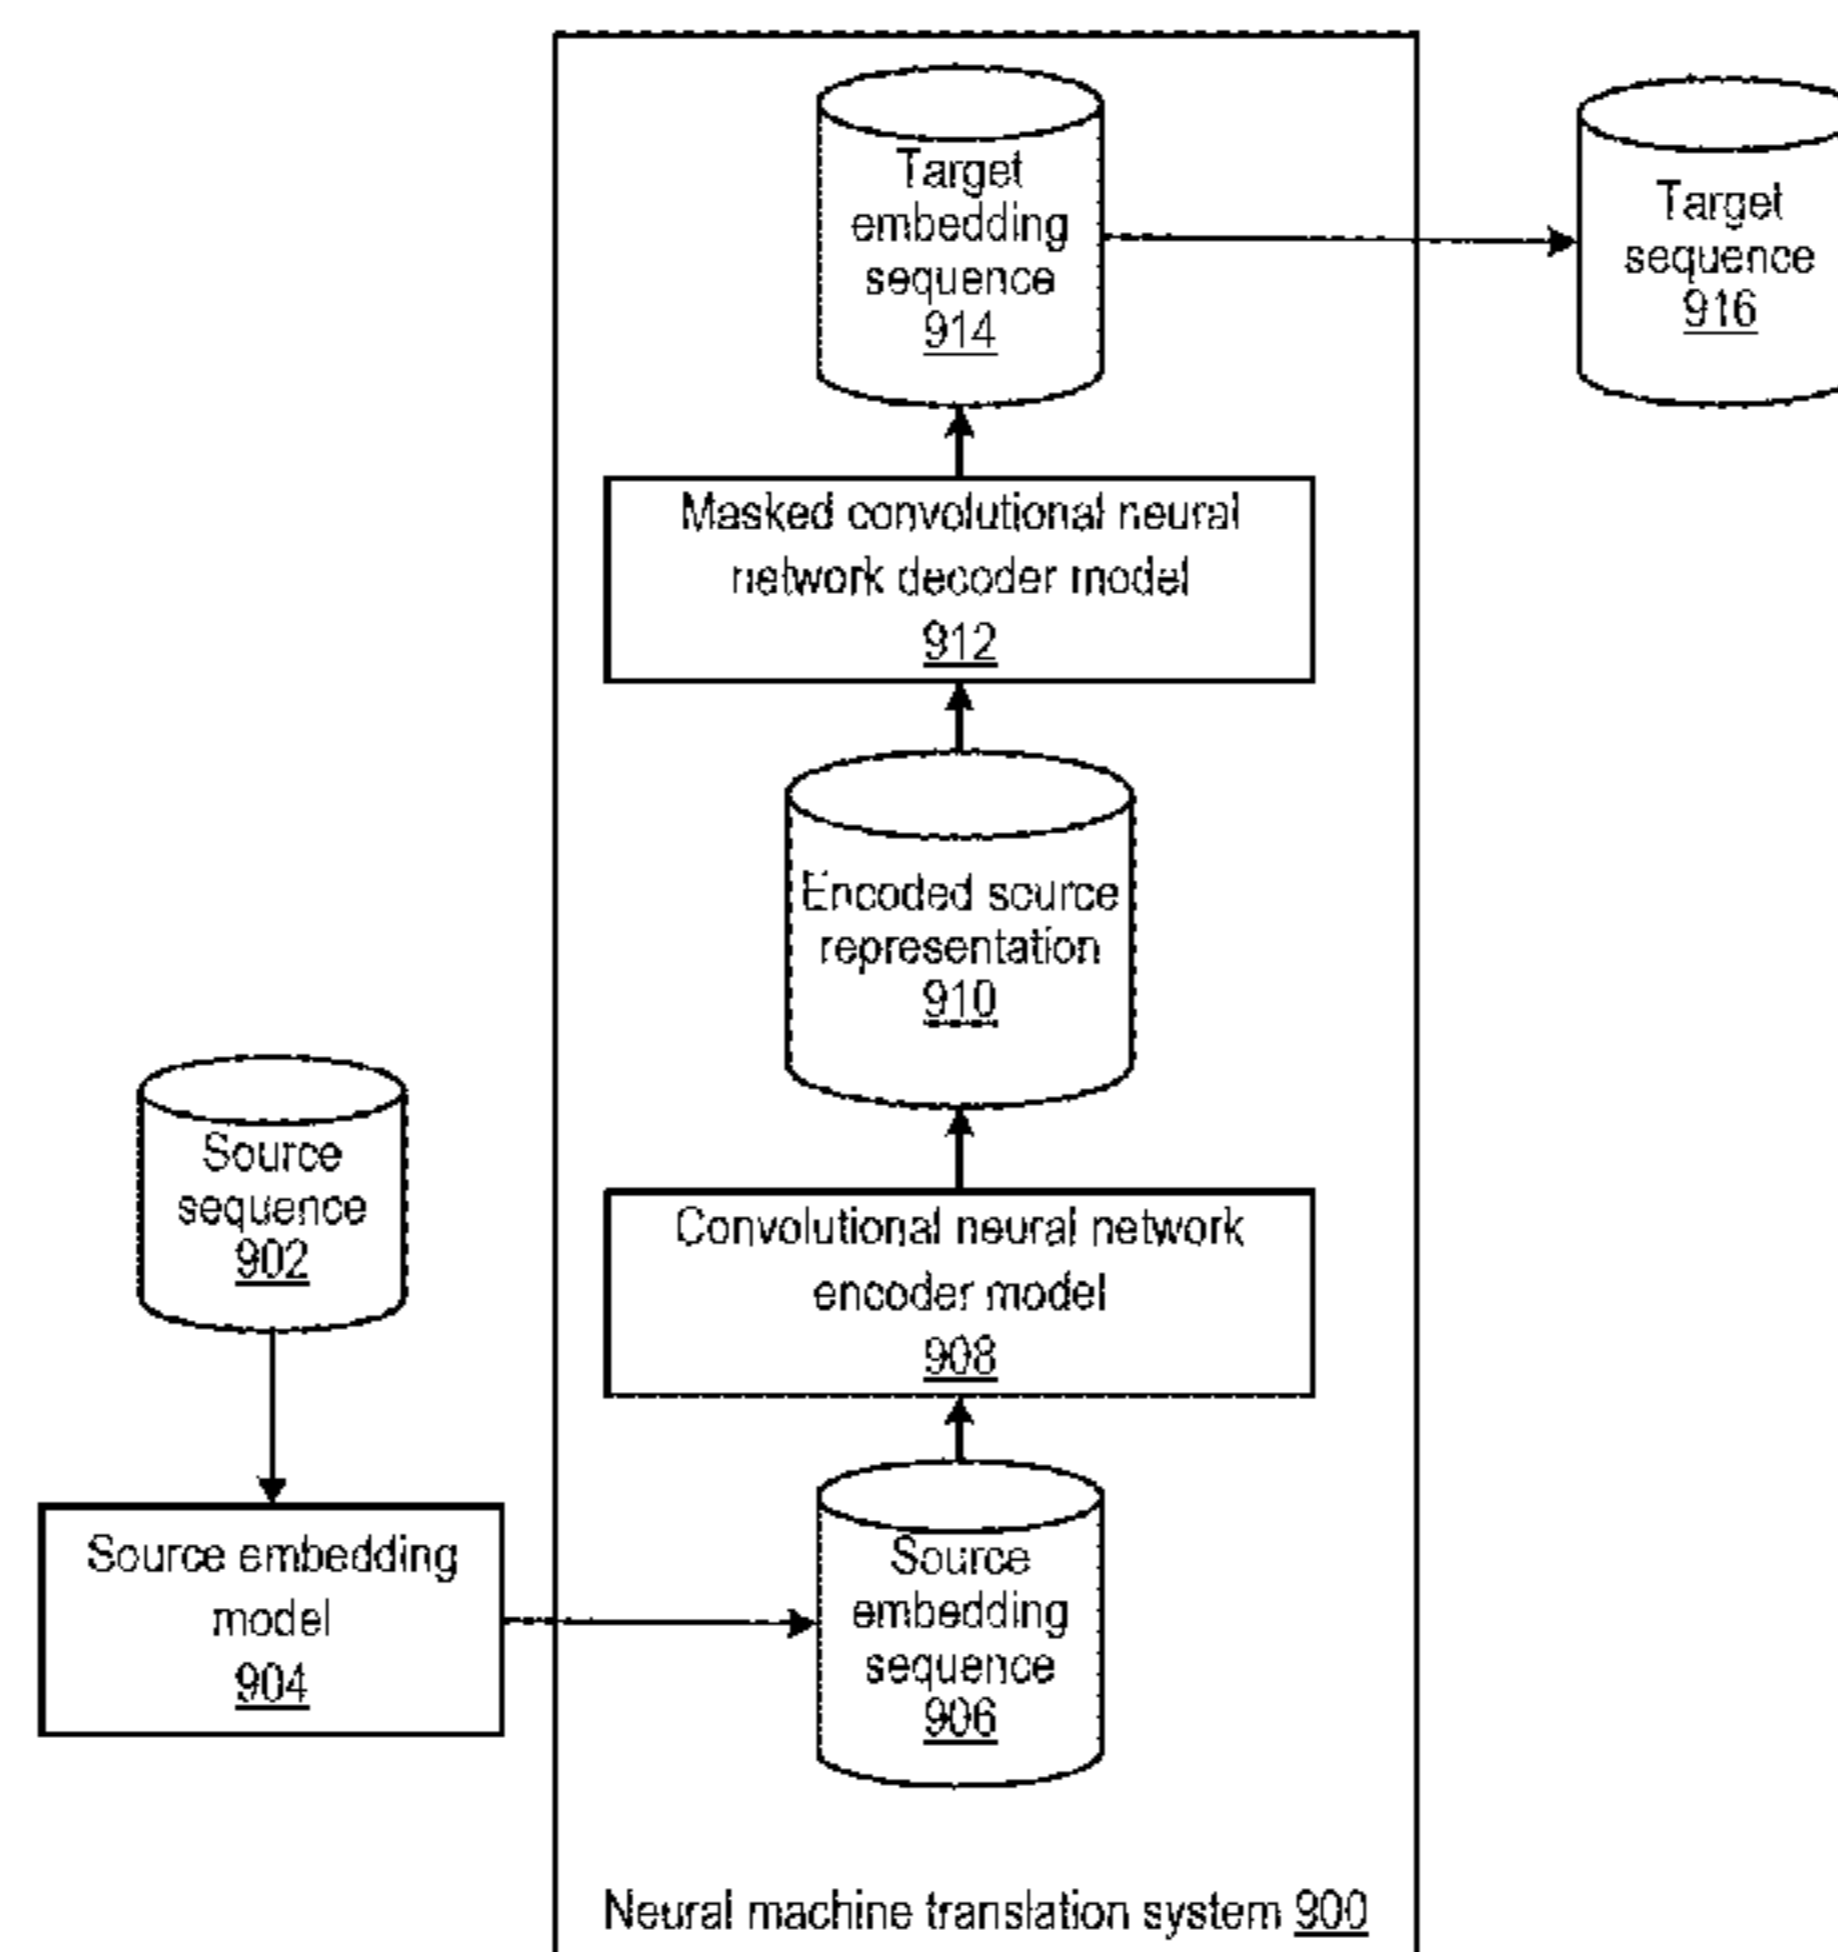 Target
embedding
sequence
914
Target
sequence
916
Masked convolutional neural
network decoder model
912
Encoded source
representation
910
Source
sequence
902
Convolutional neural network
encoder model
908
Source embedding
model
904
Source
embedding
sequence
906
Neural machine translation system 900